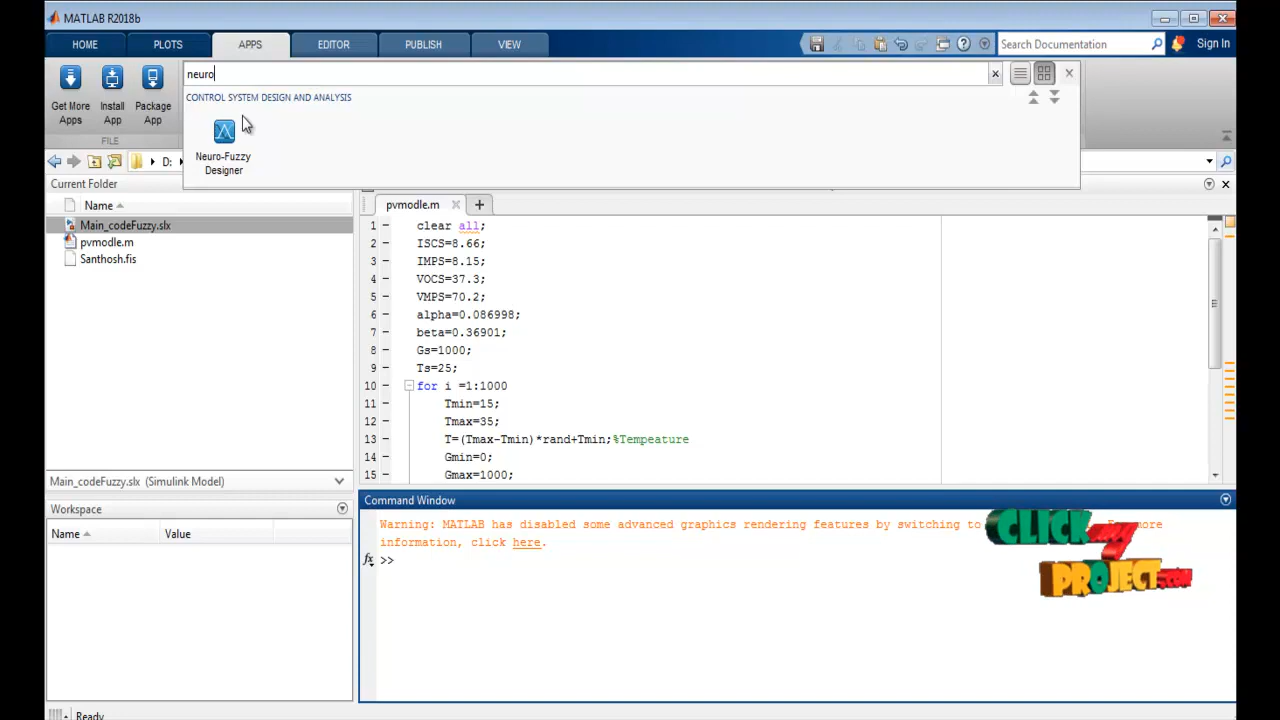 MATLAB R2018b
HOME PLOTS APPS EDITOR PUBLISH VIEW
Search Documentation
Sign In
neuro
CONTROL SYSTEM DESIGN AND ANALYSIS
Neuro-Fuzzy
Designer
Get More
Apps
Install
App
Package
App
FILE
D:
Current Folder
Name
Main_codeFuzzy.slx
pvmodle.m
Santhosh.fis
Main_codeFuzzy.slx (Simulink Model)
Workspace
Name Value
Ready
pvmodle.m
1 clear all;
2 ISCS=8.66;
3 IMPS=8.15;
4 VOCS=37.3;
5 VMPS=70.2;
6 alpha=0.086998;
7 beta=0.36901;
8 Gs=1000;
9 Ts=25;
10 for i =1:1000
11 Tmin=15;
12 Tmax=35;
13 T=(Tmax-Tmin)*rand+Tmin;%Tempeature
14 Gmin=0;
15 Gmax=1000;
Command Window
Warning: MATLAB has disabled some advanced graphics rendering features by switching to
information, click here.
fx >>
CLICK my
PROJECT.COM